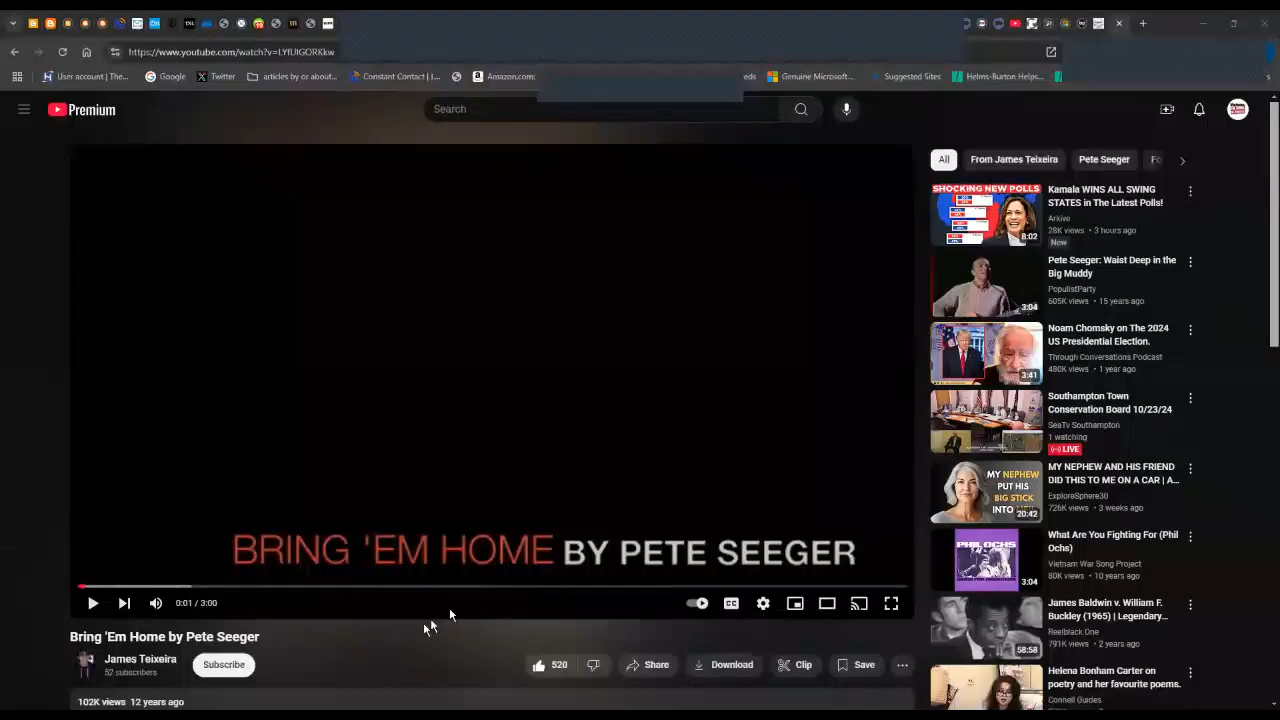 https://www.youtube.com/watch?v=LYfUlGORKkw
User account | The...
Google
Twitter
articles by or about...
Constant Contact | L...
Amazon.com:
eds
Genuine Microsoft...
Suggested Sites
Helms-Burton Helps...
s
Premium
Search
BRING 'EM HOME BY PETE SEEGER
0:01 / 3:00
CC
Bring 'Em Home by Pete Seeger
James Teixeira
52 subscribers
Subscribe
520
Share
Download
Clip
Save
102K views 12 years ago
All
From James Teixeira
Pete Seeger
Fo
SHOCKING NEW POLLS
8:02
Kamala WINS ALL SWING
STATES in The Latest Polls!
Arkive
28K views • 3 hours ago
New
3:04
Pete Seeger: Waist Deep in the
Big Muddy
PopulistParty
605K views • 15 years ago
3:41
Noam Chomsky on The 2024
US Presidential Election.
Through Conversations Podcast
480K views • 1 year ago
Southampton Town
Conservation Board 10/23/24
SeaTv Southampton
1 watching
LIVE
MY NEPHEW
PUT HIS
BIG STICK
INTO
20:42
MY NEPHEW AND HIS FRIEND
DID THIS TO ME ON A CAR | A...
ExploreSphere30
726K views • 3 weeks ago
PHIL OCHS
3:04
What Are You Fighting For (Phil
Ochs)
Vietnam War Song Project
80K views • 10 years ago
58:58
James Baldwin v. William F.
Buckley (1965) | Legendary...
Reelblack One
791K views • 2 years ago
Helena Bonham Carter on
poetry and her favourite poems.
Connell Guides